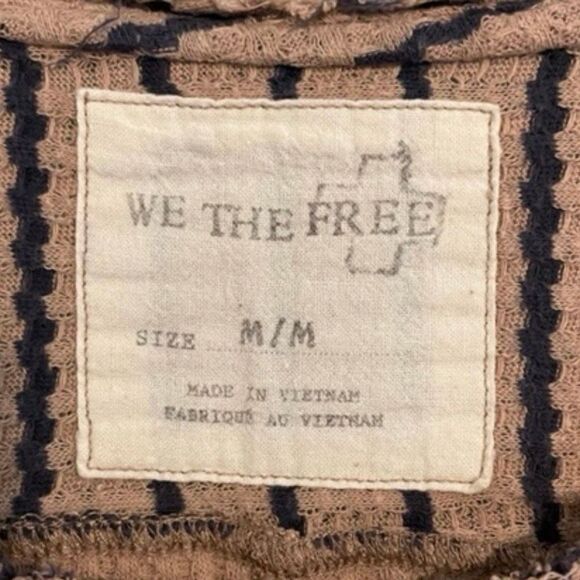 WE THE FREE
SIZE M/M
MADE IN VIETNAM
FABRIQUÉ AU VIETNAM